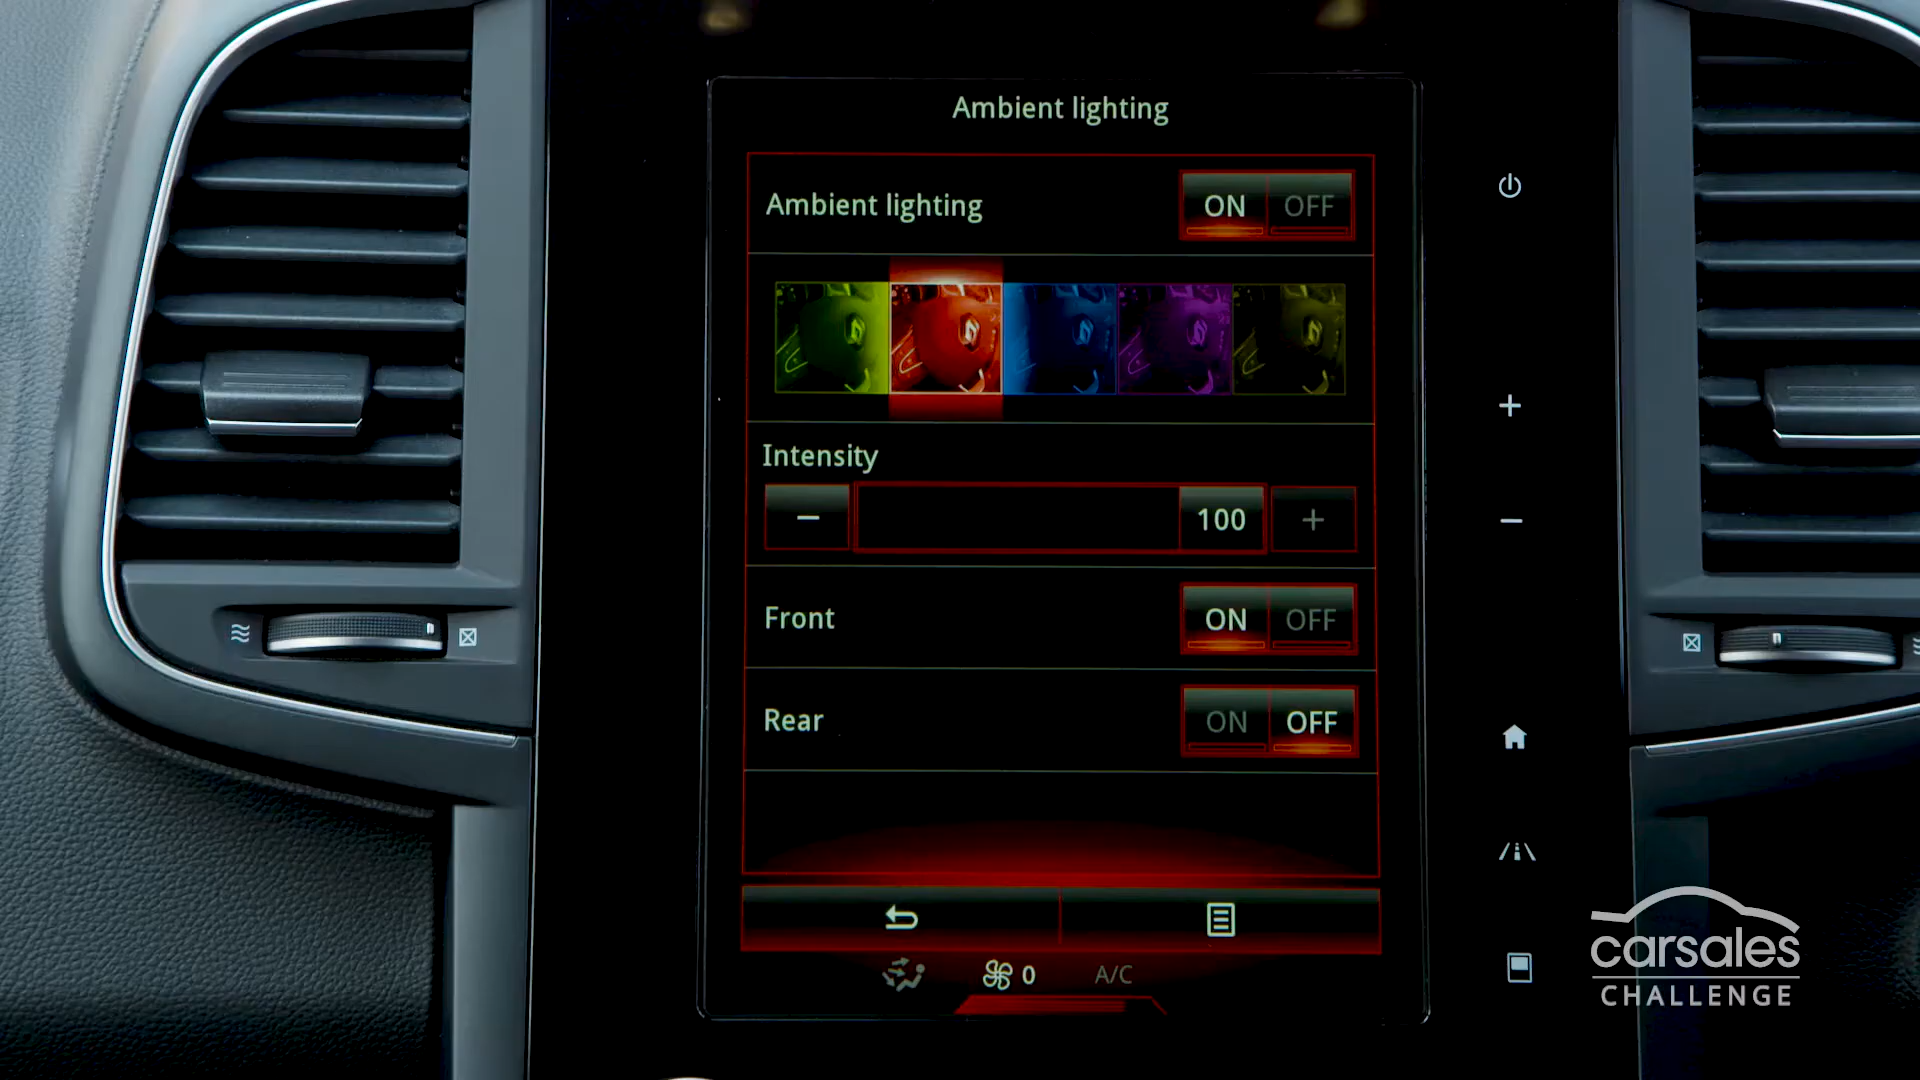 Ambient lighting
Ambient lighting ON OFF
Intensity
− 100 +
Front ON OFF
Rear ON OFF
0 A/C
carsales
CHALLENGE